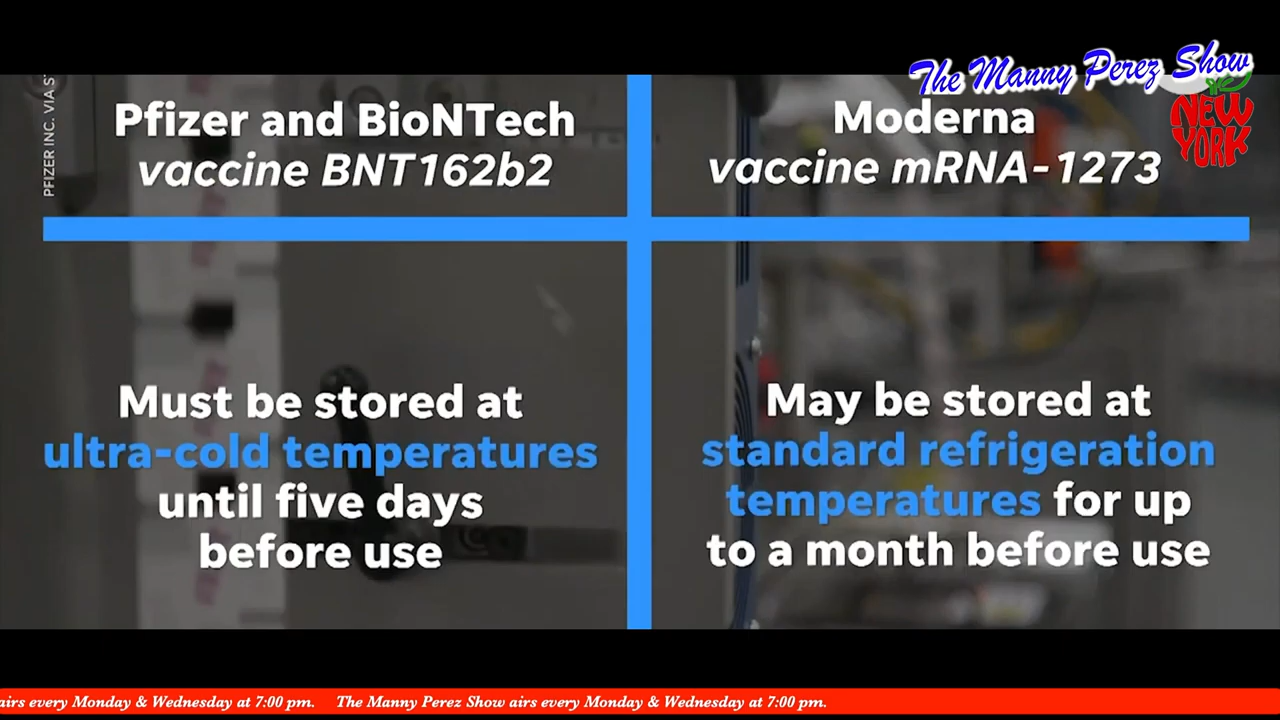 The Manny Perez Show
NEW
YORK
PFIZER INC. VIA
Pfizer and BioNTech
vaccine BNT162b2
Moderna
vaccine mRNA-1273
Must be stored at
ultra-cold temperatures
until five days
before use
May be stored at
standard refrigeration
temperatures for up
to a month before use
airs every Monday & Wednesday at 7:00 pm. The Manny Perez Show airs every Monday & Wednesday at 7:00 pm.